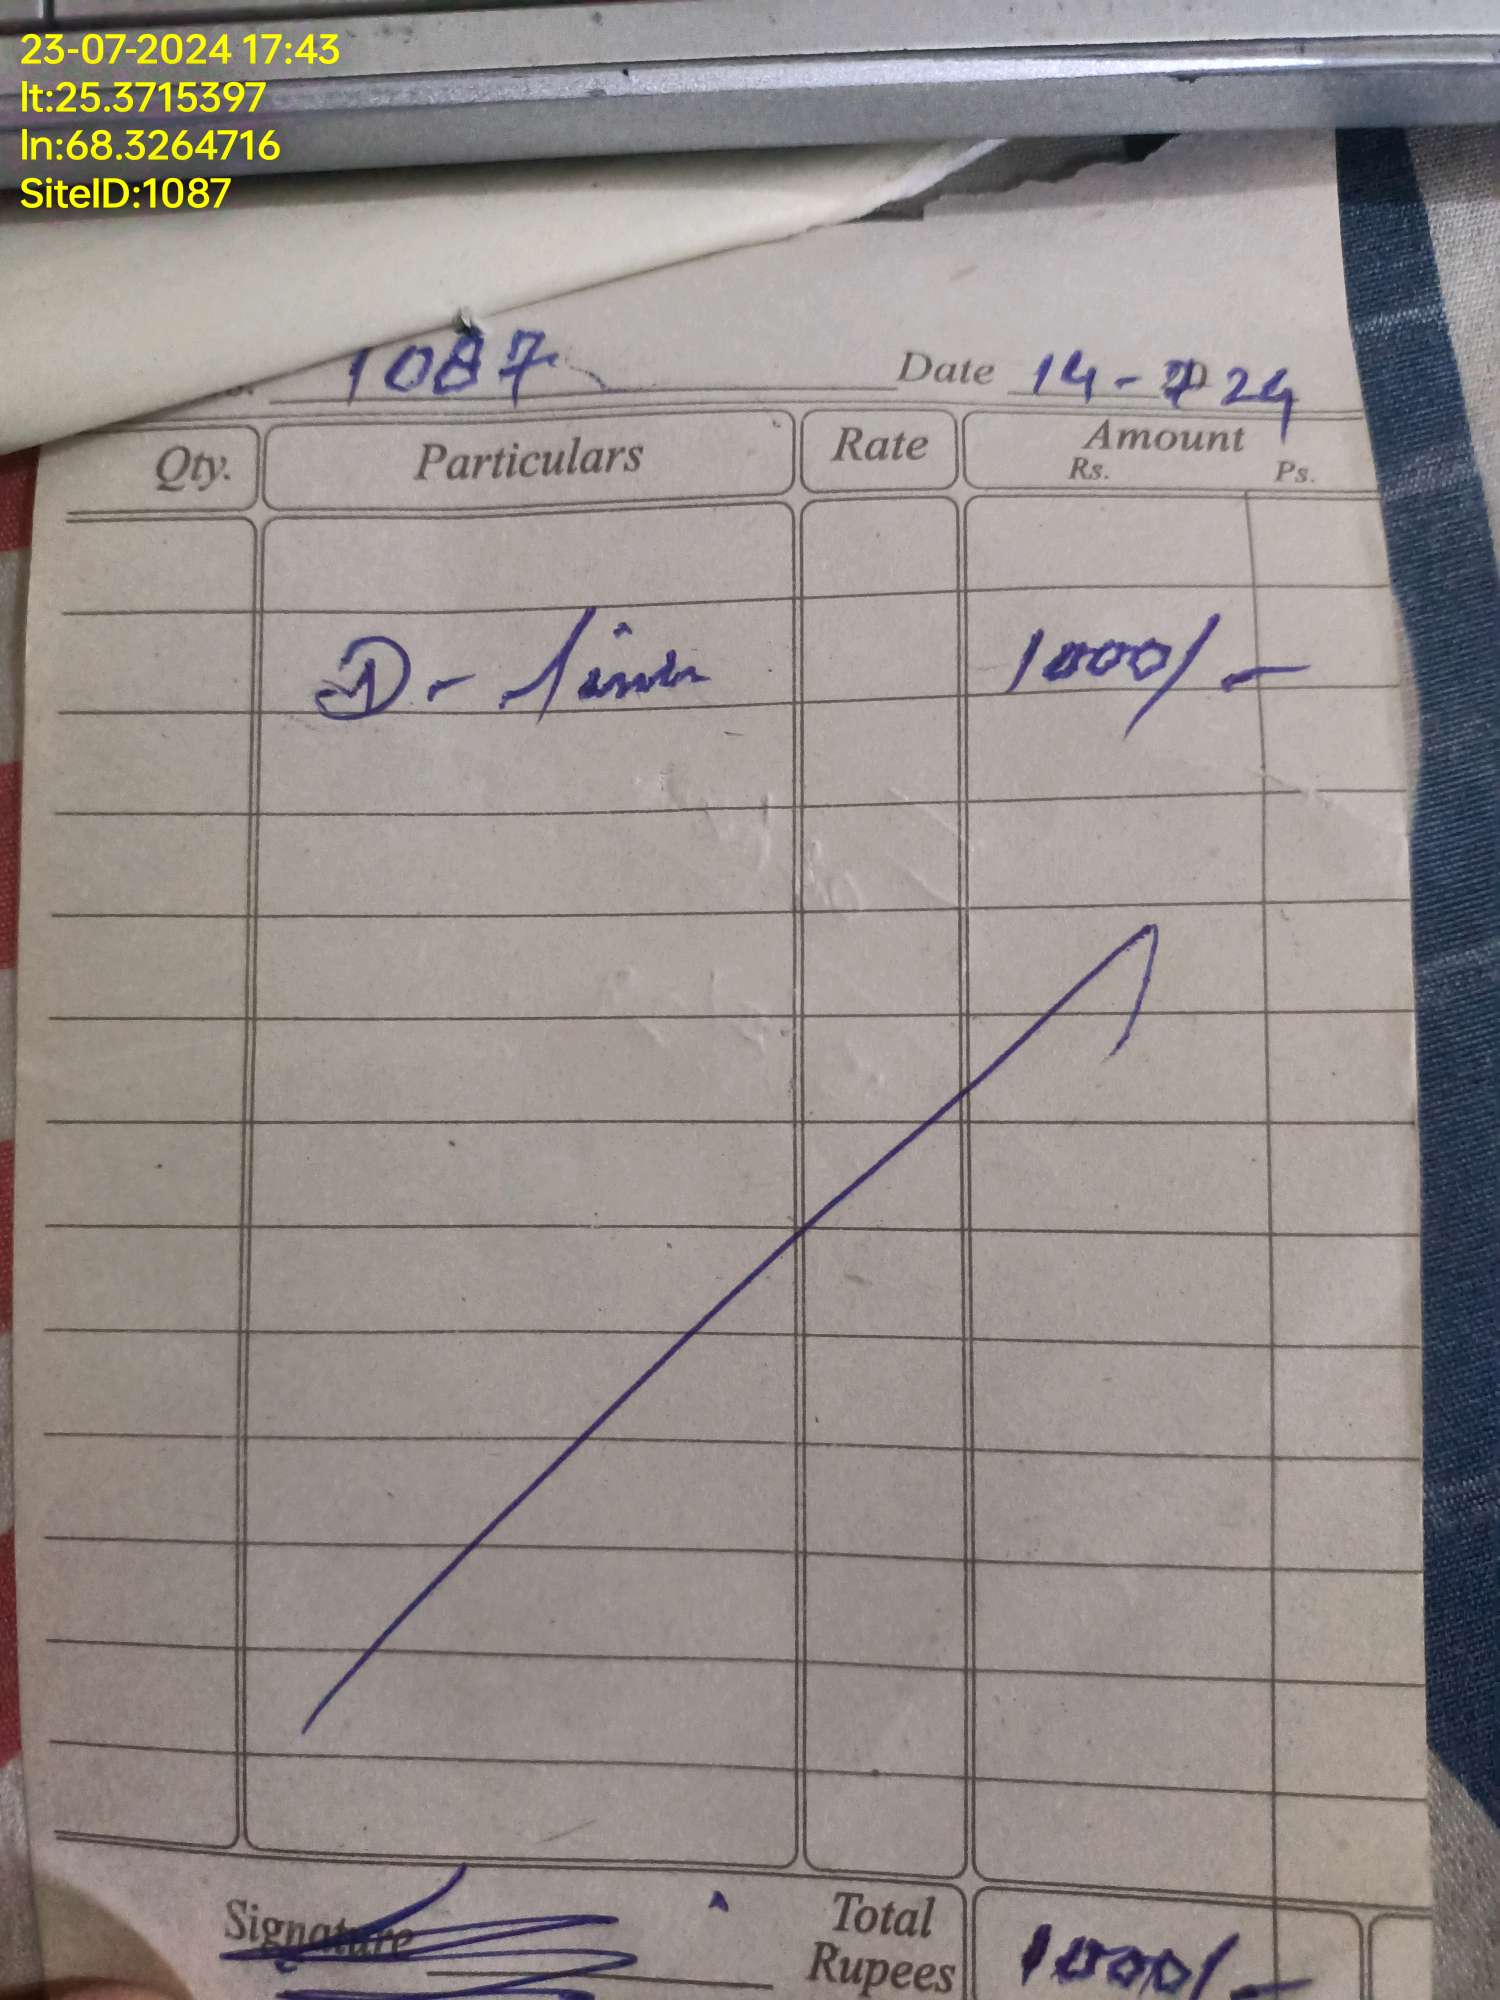 23-07-2024 17:43
lt:25.3715397
ln:68.3264716
SiteID:1087
1087 Date 14-7 24
Qty. Particulars Rate Amount
Rs. Ps.
D- 1000/-
Signature Total
Rupees 1000/-